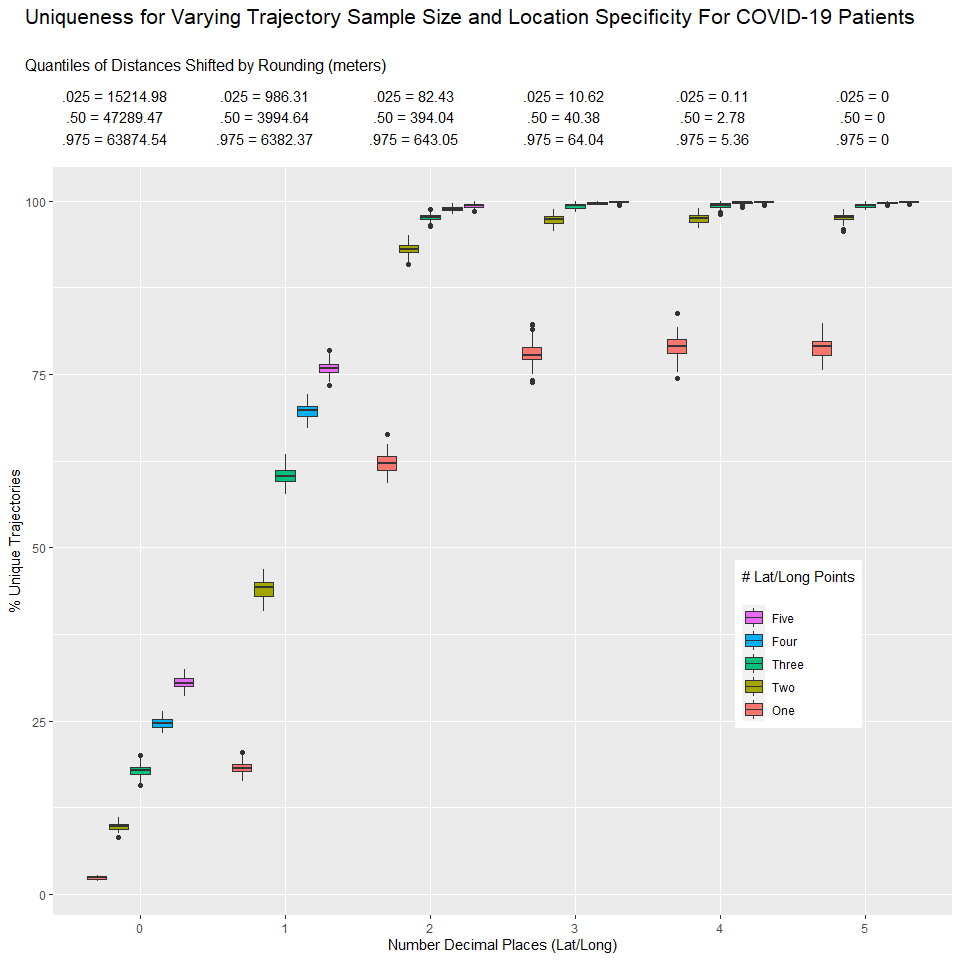 Uniqueness for Varying Trajectory Sample Size and Location Specificity For COVID-19 Patients
Quantiles of Distances Shifted by Rounding (meters)
.025 = 15214.98 .025 = 986.31 .025 = 82.43 .025 = 10.62 .025 = 0.11 .025 = 0
.50 = 47289.47 .50 = 3994.64 .50 = 394.04 .50 = 40.38 .50 = 2.78 .50 = 0
.975 = 63874.54 .975 = 6382.37 .975 = 643.05 .975 = 64.04 .975 = 5.36 .975 = 0
100
75
50
25
0
% Unique Trajectories
# Lat/Long Points
Five
Four
Three
Two
One
0 1 2 3 4 5
Number Decimal Places (Lat/Long)